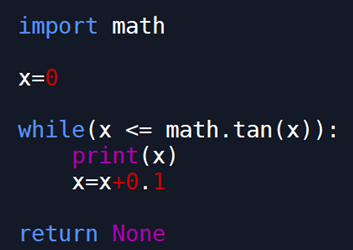 import math
x=0
while(x <= math.tan(x)):
    print(x)
    x=x+0.1
return None